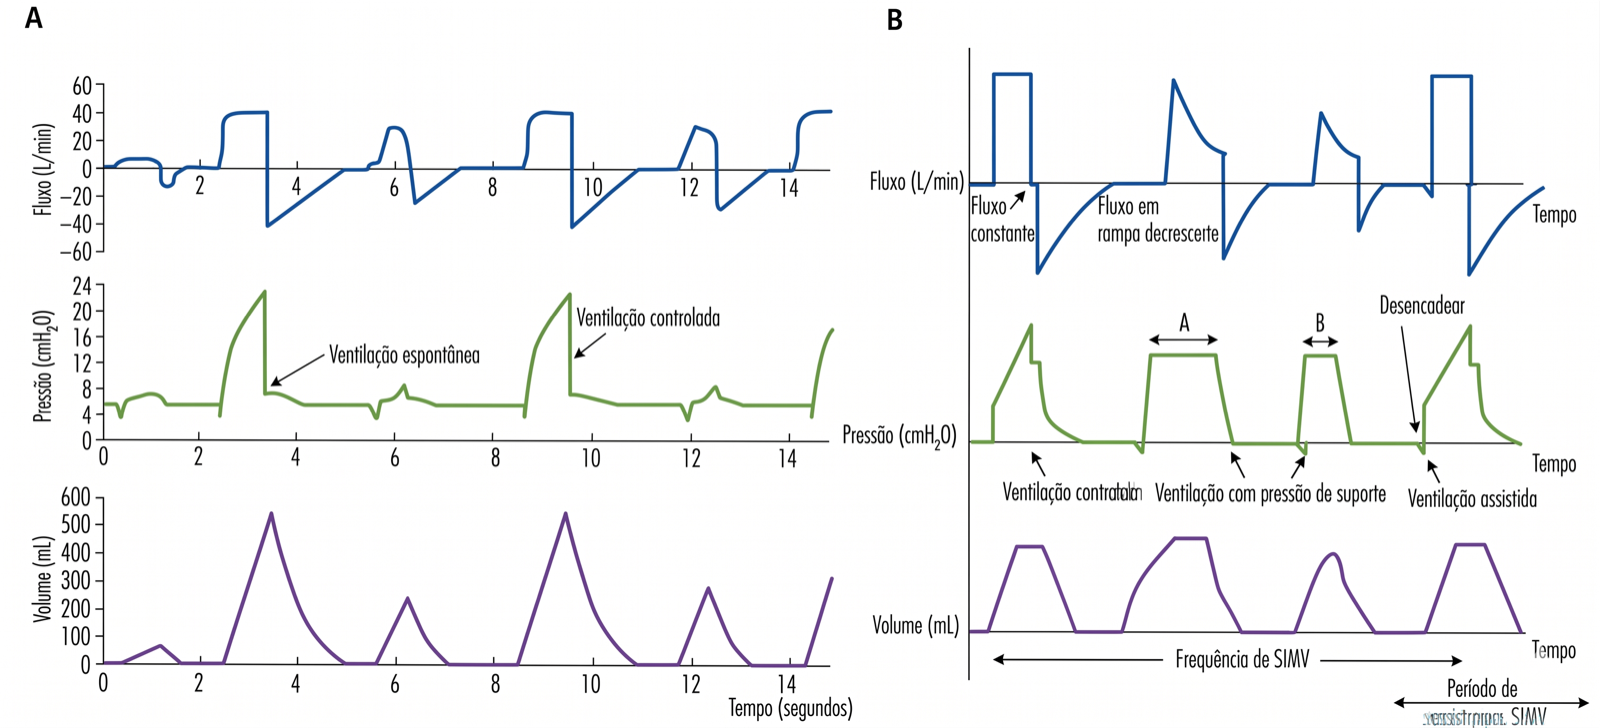 A
Fluxo (L/min)
60
40
20
0
–20
–40
–60
2
4
6
8
10
12
14
Pressão (cmH2O)
24
20
16
12
8
4
0
Ventilação espontânea
Ventilação controlada
0
2
4
6
8
10
12
14
Volume (mL)
600
500
400
300
200
100
0
0
2
4
6
8
10
12
14
Tempo (segundos)
B
Fluxo (L/min)
Fluxo
constante
Fluxo em
rampa decrescerte
Tempo
Desencadear
A
B
Pressão (cmH2O)
Tempo
Ventilação
Ventilação com pressão de suporte
Ventilação assistida
Volume (mL)
Tempo
Frequência de SIMV
Período de
SIMV